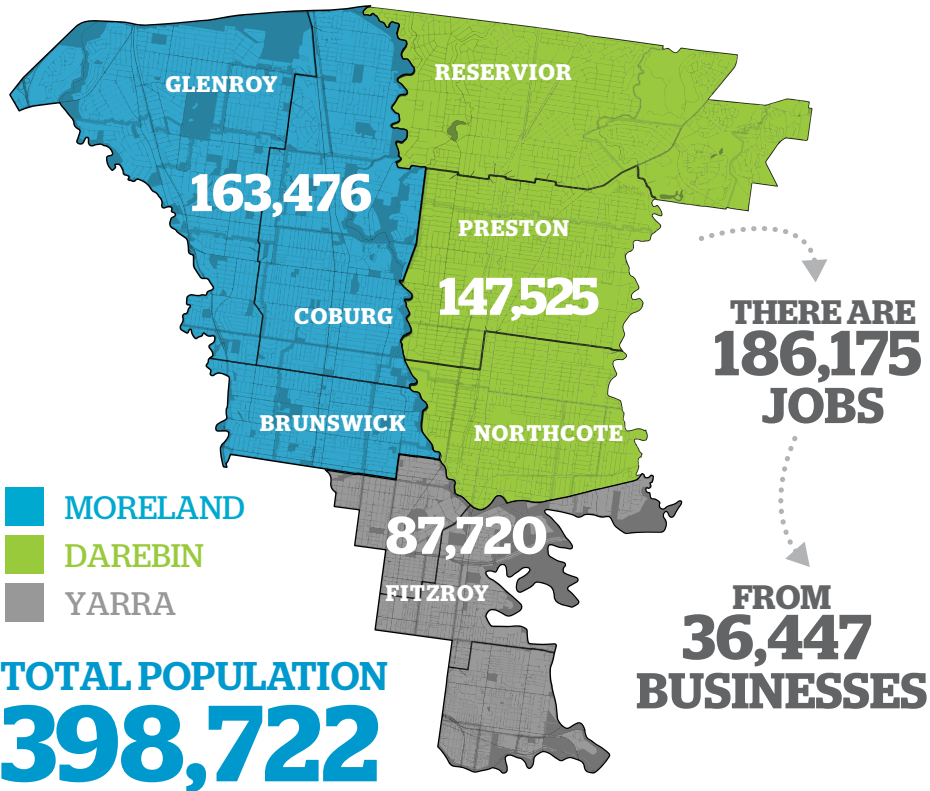 GLENROY
RESERVIOR
163,476
PRESTON
147,525
COBURG
BRUNSWICK
NORTHCOTE
THERE ARE
186,175
JOBS
MORELAND
DAREBIN
YARRA
87,720
FITZROY
FROM
36,447
BUSINESSES
TOTAL POPULATION
398,722